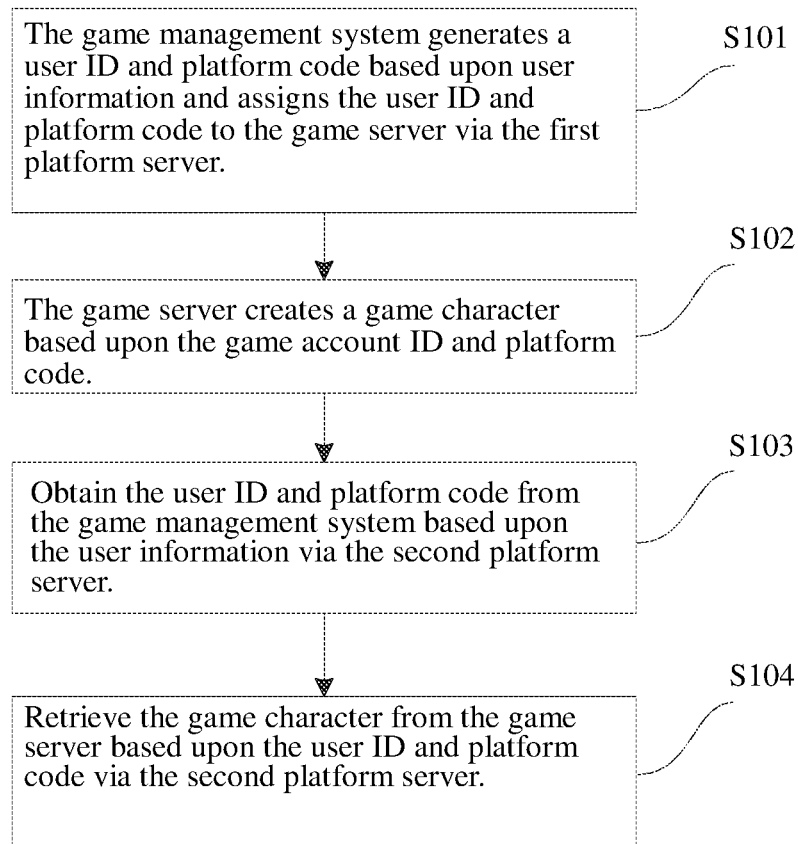 The game management system generates a
user ID and platform code based upon user
information and assigns the user ID and
platform code to the game server via the first
platform server.
S101
The game server creates a game character
based upon the game account ID and platform
code.
S102
Obtain the user ID and platform code from
the game management system based upon
the user information via the second platform
server.
S103
Retrieve the game character from the game
server based upon the user ID and platform
code via the second platform server.
S104